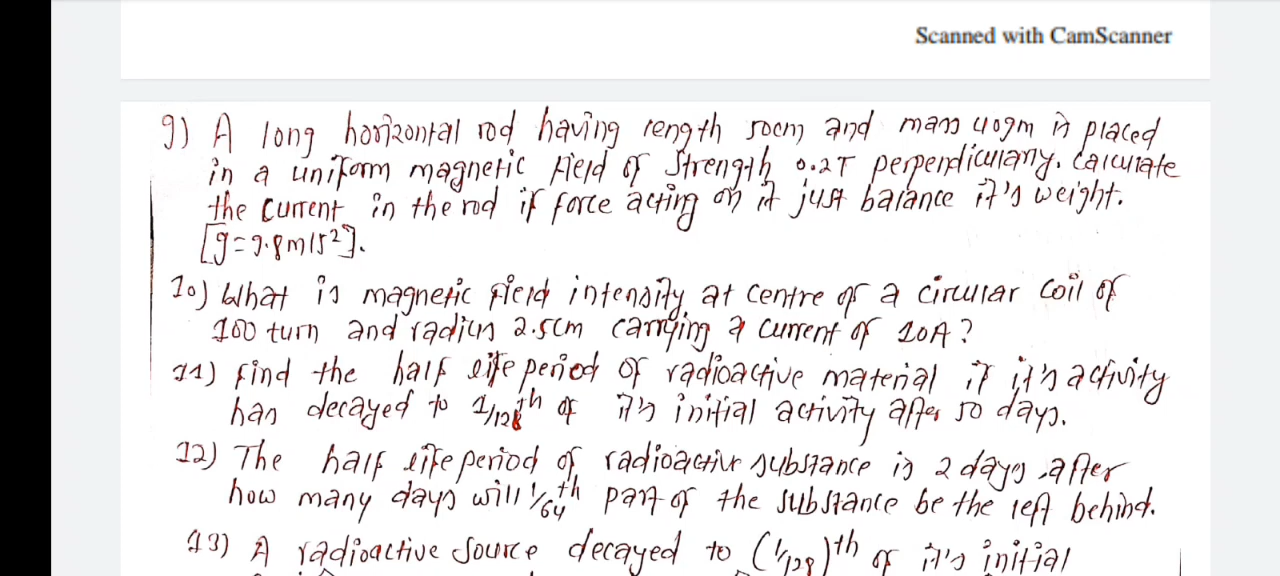 Scanned with CamScanner
9) A long horizontal rod having length 50cm and mass 40gm is placed
in a uniform magnetic field of strength 0.2T perpendicularly. Calculate
the current in the rod if force acting on it just balance it's weight.
[g=9.8m/s²].
10) What is magnetic field intensity at centre of a circular coil of
100 turn and radius 2.5cm carrying a current of 10A?
11) Find the half life period of radioactive material if it's activity
has decayed to 1/128th of it's initial activity after 50 days.
12) The half life period of radioactive substance is 2 days .after
how many days will 1/64th part of the substance be the left behind.
13) A radioactive source decayed to (1/128)th of it's initial